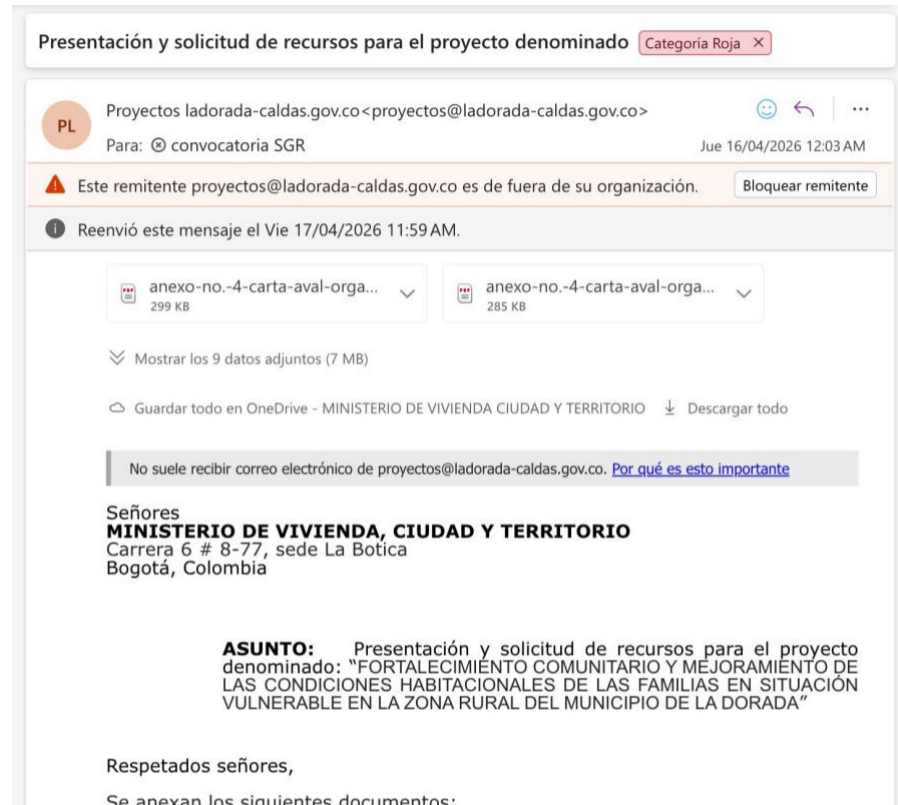 Presentación y solicitud de recursos para el proyecto denominado Categoría Roja ×
PL
Proyectos ladorada-caldas.gov.co<proyectos@ladorada-caldas.gov.co>
Para: convocatoria SGR
Jue 16/04/2026 12:03 AM
Este remitente proyectos@ladorada-caldas.gov.co es de fuera de su organización.
Bloquear remitente
Reenvió este mensaje el Vie 17/04/2026 11:59 AM.
anexo-no.-4-carta-aval-orga...
299 KB
anexo-no.-4-carta-aval-orga...
285 KB
Mostrar los 9 datos adjuntos (7 MB)
Guardar todo en OneDrive - MINISTERIO DE VIVIENDA CIUDAD Y TERRITORIO
Descargar todo
No suele recibir correo electrónico de proyectos@ladorada-caldas.gov.co. Por qué es esto importante
Señores
MINISTERIO DE VIVIENDA, CIUDAD Y TERRITORIO
Carrera 6 # 8-77, sede La Botica
Bogotá, Colombia
ASUNTO: Presentación y solicitud de recursos para el proyecto
denominado: “FORTALECIMIENTO COMUNITARIO Y MEJORAMIENTO DE
LAS CONDICIONES HABITACIONALES DE LAS FAMILIAS EN SITUACIÓN
VULNERABLE EN LA ZONA RURAL DEL MUNICIPIO DE LA DORADA”
Respetados señores,
Se anexan los siguientes documentos: